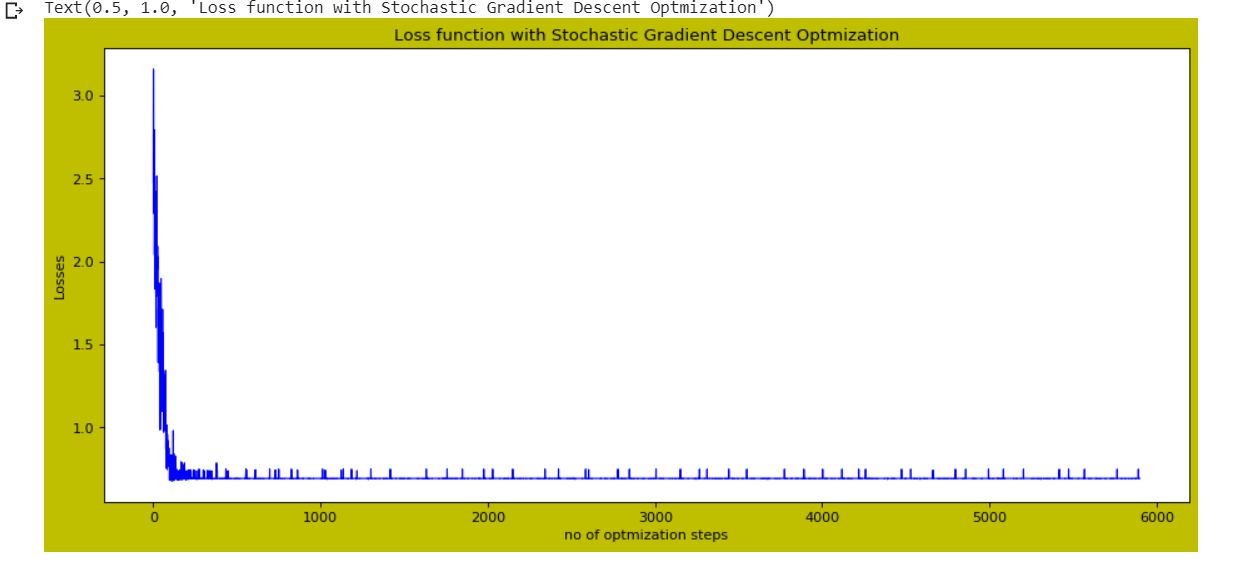 Text(0.5, 1.0, 'Loss function with Stochastic Gradient Descent Optmization')
Loss function with Stochastic Gradient Descent Optmization
3.0
2.5
2.0
1.5
1.0
Losses
0 1000 2000 3000 4000 5000 6000
no of optmization steps